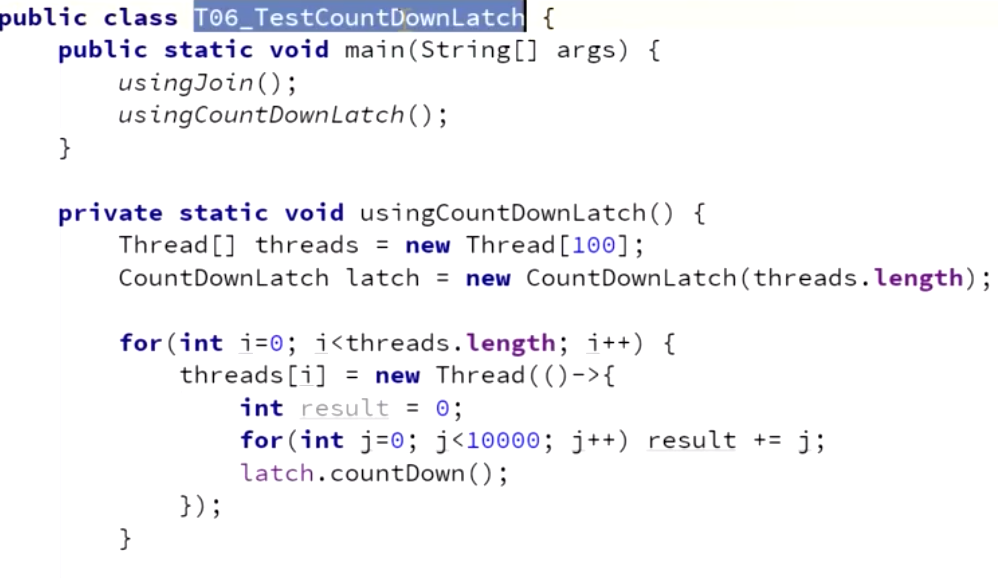 public class T06_TestCountDownLatch {
    public static void main(String[] args) {
        usingJoin();
        usingCountDownLatch();
    }

    private static void usingCountDownLatch() {
        Thread[] threads = new Thread[100];
        CountDownLatch latch = new CountDownLatch(threads.length);

        for(int i=0; i<threads.length; i++) {
            threads[i] = new Thread(()->{
                int result = 0;
                for(int j=0; j<10000; j++) result += j;
                latch.countDown();
            });
        }